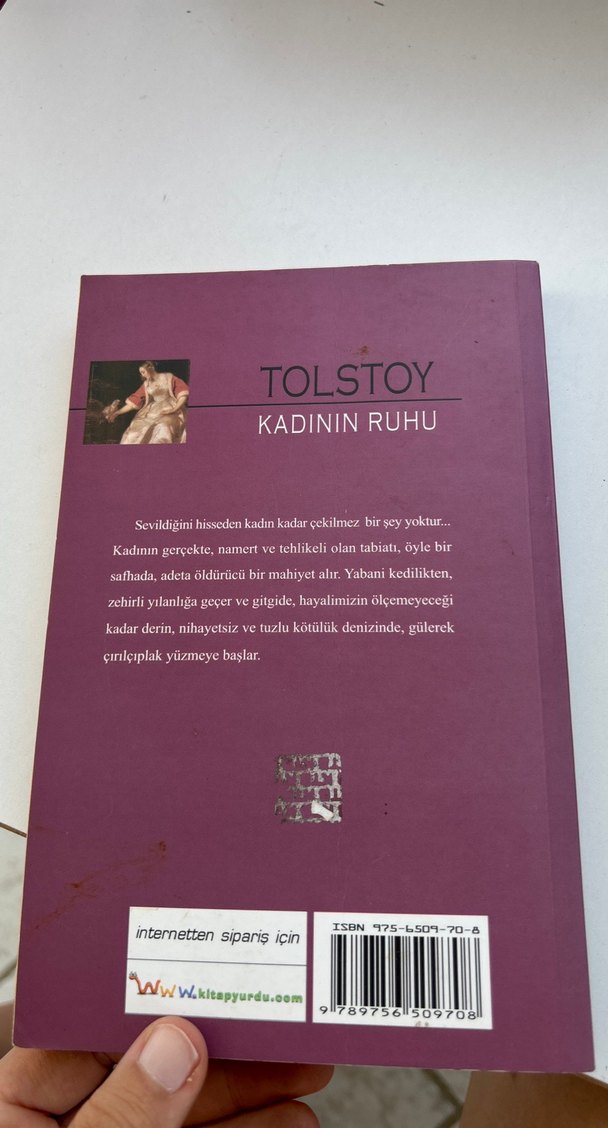 TOLSTOY
KADININ RUHU
Sevildiğini hisseden kadın kadar çekilmez bir şey yoktur...
Kadının gerçekte, namert ve tehlikeli olan tabiatı, öyle bir
safhada, adeta öldürücü bir mahiyet alır. Yabani kedilikten,
zehirli yılanlığa geçer ve gitgide, hayalimizin ölçemeyeceği
kadar derin, nihayetsiz ve tuzlu kötülük denizinde, gülerek
çırılçıplak yüzmeye başlar.
internetten sipariş için
www.kitapyurdu.com
ISBN 975-6509-70-8
9 789756 509708